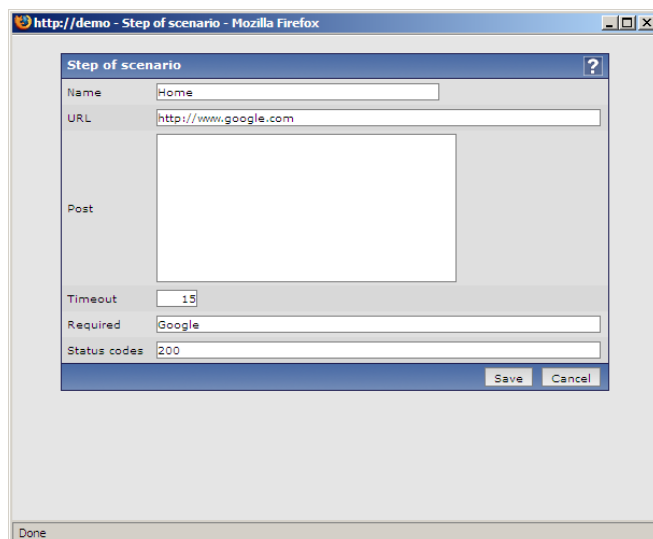 http://demo - Step of scenario - Mozilla Firefox
Step of scenario ?
Name Home
URL http://www.google.com
Post
Timeout 15
Required Google
Status codes 200
Save Cancel
Done